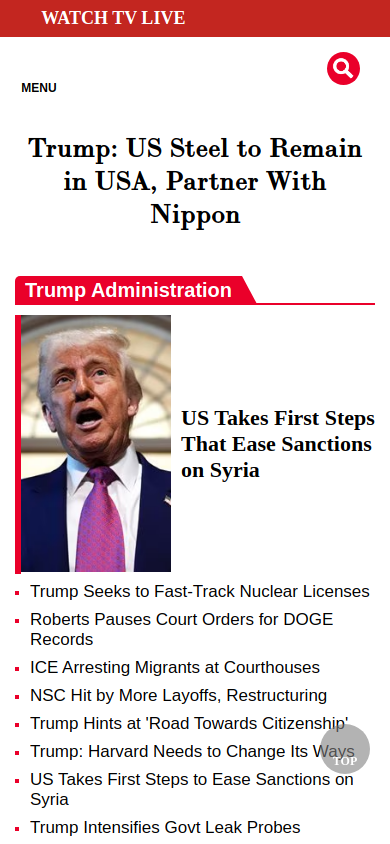 WATCH TV LIVE
MENU
Trump: US Steel to Remain
in USA, Partner With
Nippon
Trump Administration
US Takes First Steps
That Ease Sanctions
on Syria
Trump Seeks to Fast-Track Nuclear Licenses
Roberts Pauses Court Orders for DOGE
Records
ICE Arresting Migrants at Courthouses
NSC Hit by More Layoffs, Restructuring
Trump Hints at 'Road Towards Citizenship'
Trump: Harvard Needs to Change Its Ways
TOP
US Takes First Steps to Ease Sanctions on
Syria
Trump Intensifies Govt Leak Probes